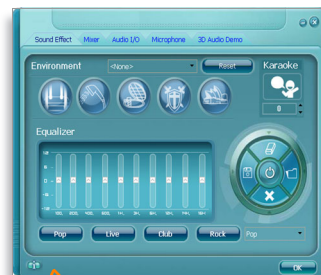 Sound Effect Mixer Audio I/O Microphone 3D Audio Demo
Environment <None> Reset Karaoke
0
Equalizer
Pop Live Club Rock Pop
OK